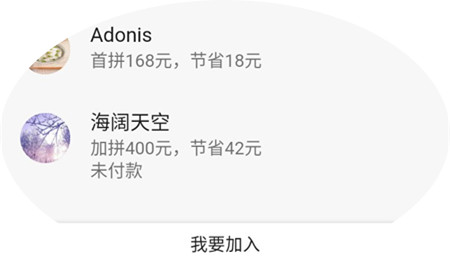 Adonis
首拼168元，节省18元
海阔天空
加拼400元，节省42元
未付款
我要加入